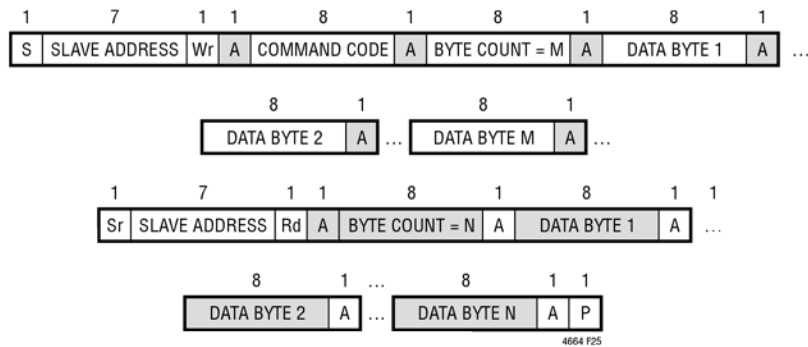 1 7 1 1 8 1 8 1 8 1
S SLAVE ADDRESS Wr A COMMAND CODE A BYTE COUNT = M A DATA BYTE 1 A ...
8 1 8 1
DATA BYTE 2 A ... DATA BYTE M A ...
1 7 1 1 8 1 8 1 1
Sr SLAVE ADDRESS Rd A BYTE COUNT = N A DATA BYTE 1 A ...
8 1 ... 8 1 1
DATA BYTE 2 A ... DATA BYTE N A P
4664 F25